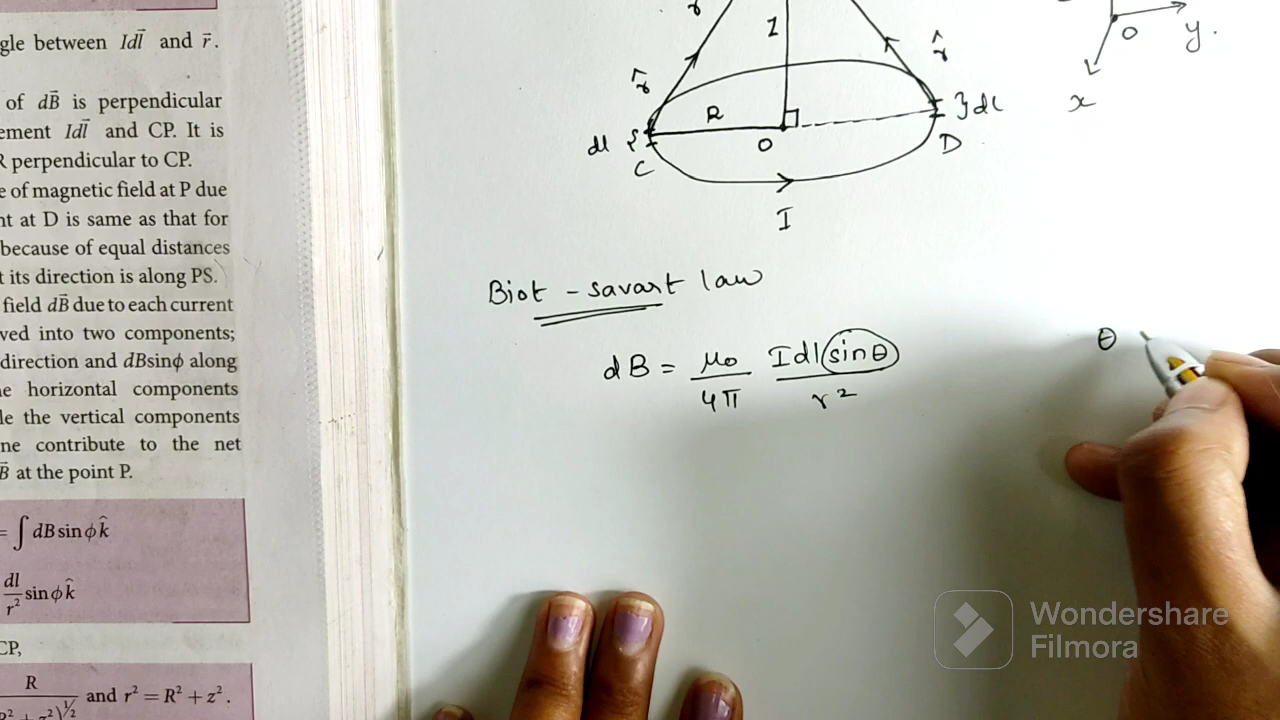 gle between Idl⃗ and r⃗.
of dB⃗ is perpendicular
ement Idl⃗ and CP. It is
R perpendicular to CP.
e of magnetic field at P due
nt at D is same as that for
because of equal distances
t its direction is along PS.
field dB⃗ due to each current
ved into two components;
direction and dBsinϕ along
e horizontal components
le the vertical components
ne contribute to the net
B⃗ at the point P.
= ∫ dB sin ϕ k̂
dl/r² sin ϕ k̂
CP,
R and r² = R² + z².
r
z
r̂
r̂
R
dl {
} dl
C
O
D
I
O
y.
x
Biot - savart law
dB = μ₀/4π Idl sinθ/r²
θ
Wondershare
Filmora